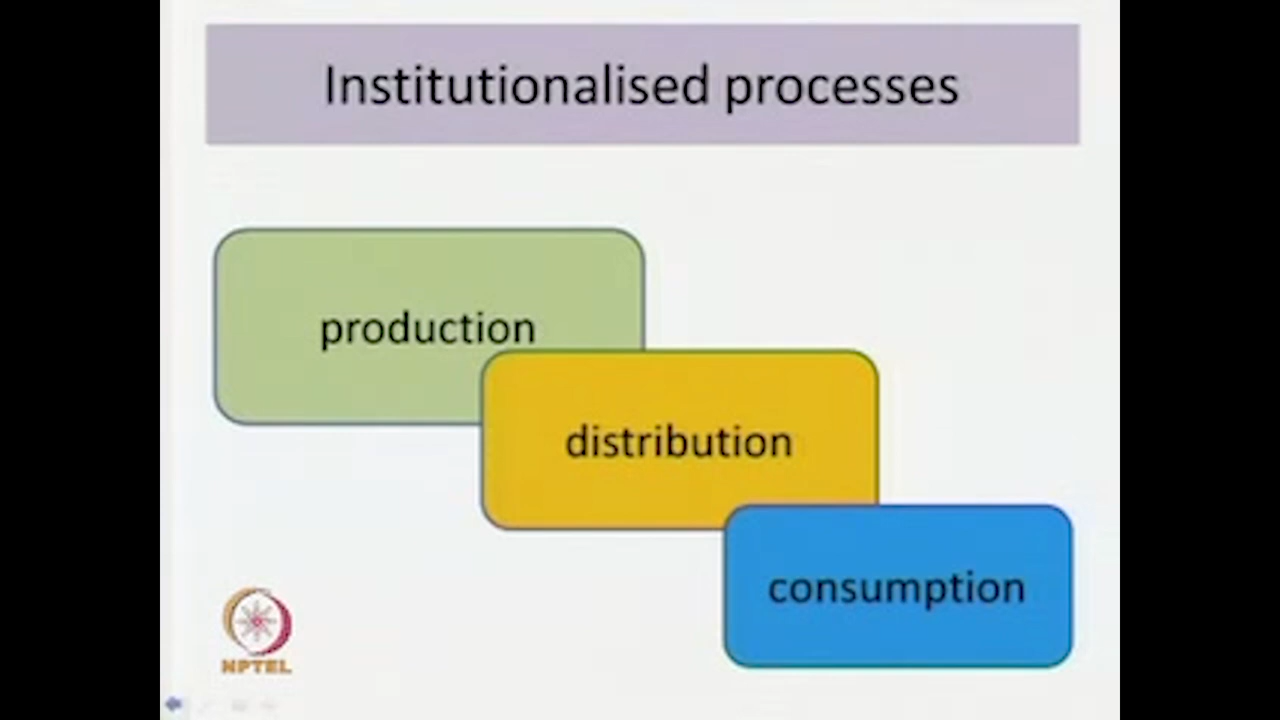 Institutionalised processes
production
distribution
consumption
NPTEL